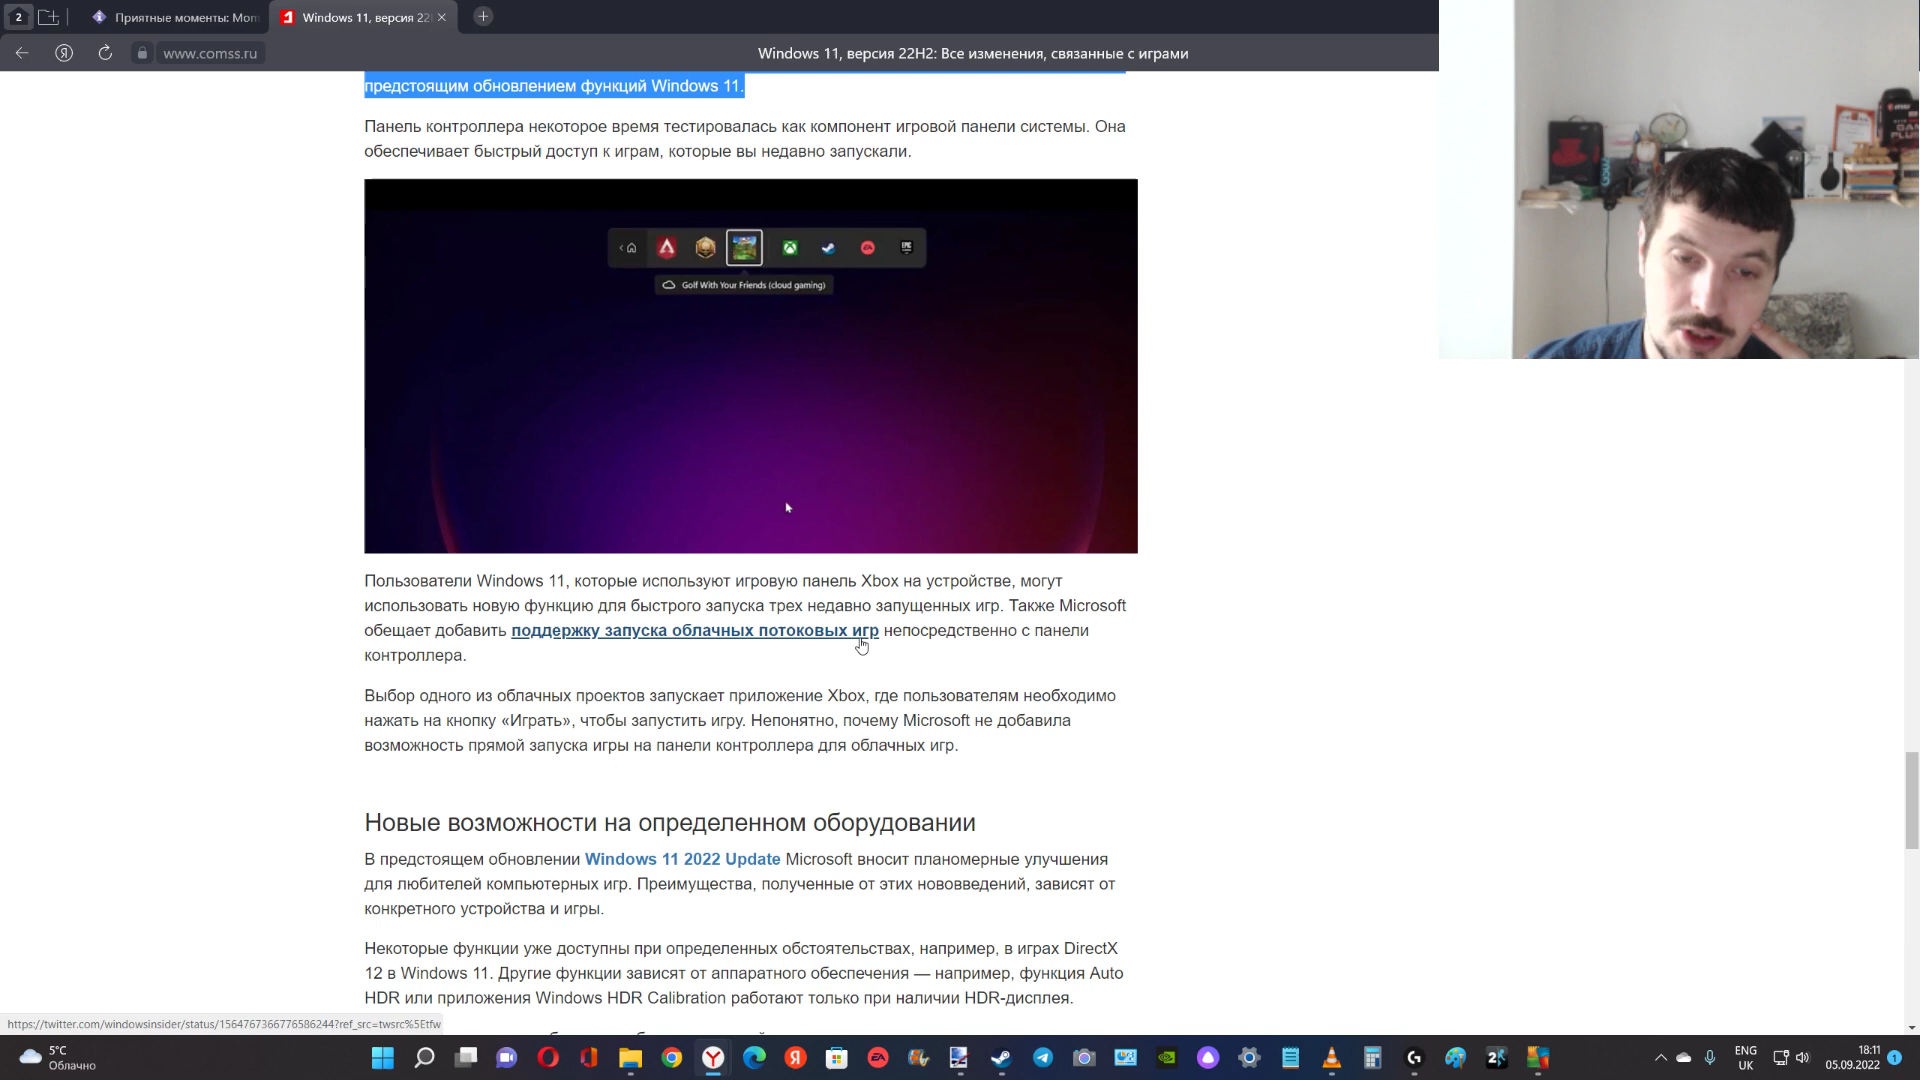 2
Приятные моменты: Mom
Windows 11, версия 22
www.comss.ru
Windows 11, версия 22H2: Все изменения, связанные с играми
предстоящим обновлением функций Windows 11.
Панель контроллера некоторое время тестировалась как компонент игровой панели системы. Она
обеспечивает быстрый доступ к играм, которые вы недавно запускали.
EPIC
Golf With Your Friends (cloud gaming)
Пользователи Windows 11, которые используют игровую панель Xbox на устройстве, могут
использовать новую функцию для быстрого запуска трех недавно запущенных игр. Также Microsoft
обещает добавить поддержку запуска облачных потоковых игр непосредственно с панели
контроллера.
Выбор одного из облачных проектов запускает приложение Xbox, где пользователям необходимо
нажать на кнопку «Играть», чтобы запустить игру. Непонятно, почему Microsoft не добавила
возможность прямой запуска игры на панели контроллера для облачных игр.
Новые возможности на определенном оборудовании
В предстоящем обновлении Windows 11 2022 Update Microsoft вносит планомерные улучшения
для любителей компьютерных игр. Преимущества, полученные от этих нововведений, зависят от
конкретного устройства и игры.
Некоторые функции уже доступны при определенных обстоятельствах, например, в играх DirectX
12 в Windows 11. Другие функции зависят от аппаратного обеспечения — например, функция Auto
HDR или приложения Windows HDR Calibration работают только при наличии HDR-дисплея.
https://twitter.com/windowsinsider/status/1564767366776586244?ref_src=twsrc%5Etfw
5°C
Облачно
ENG
UK
18:11
05.09.2022
1